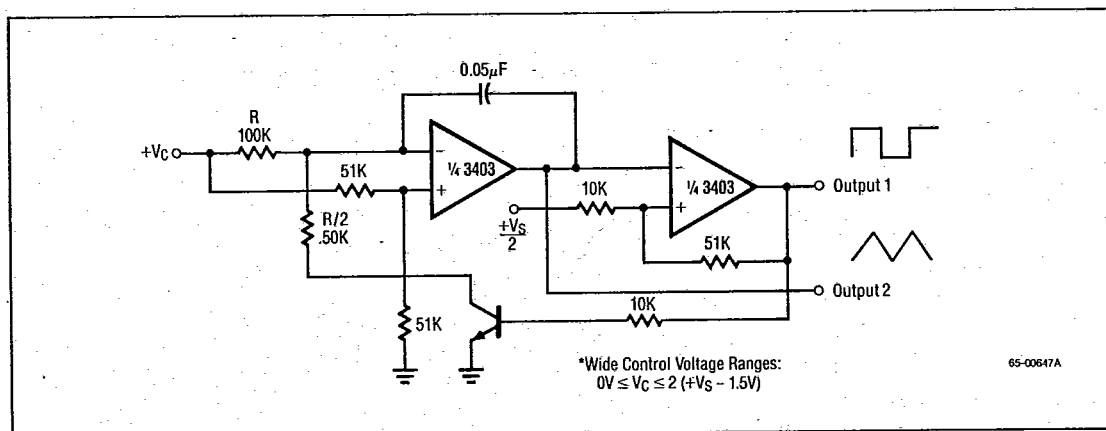 0.05µF
R
100K
+VC
51K
R/2
.50K
51K
¼ 3403
−
+
10K
+VS
2
¼ 3403
−
+
51K
10K
Output 1
Output 2
*Wide Control Voltage Ranges:
0V ≤ VC ≤ 2 (+VS − 1.5V)
65-00647A